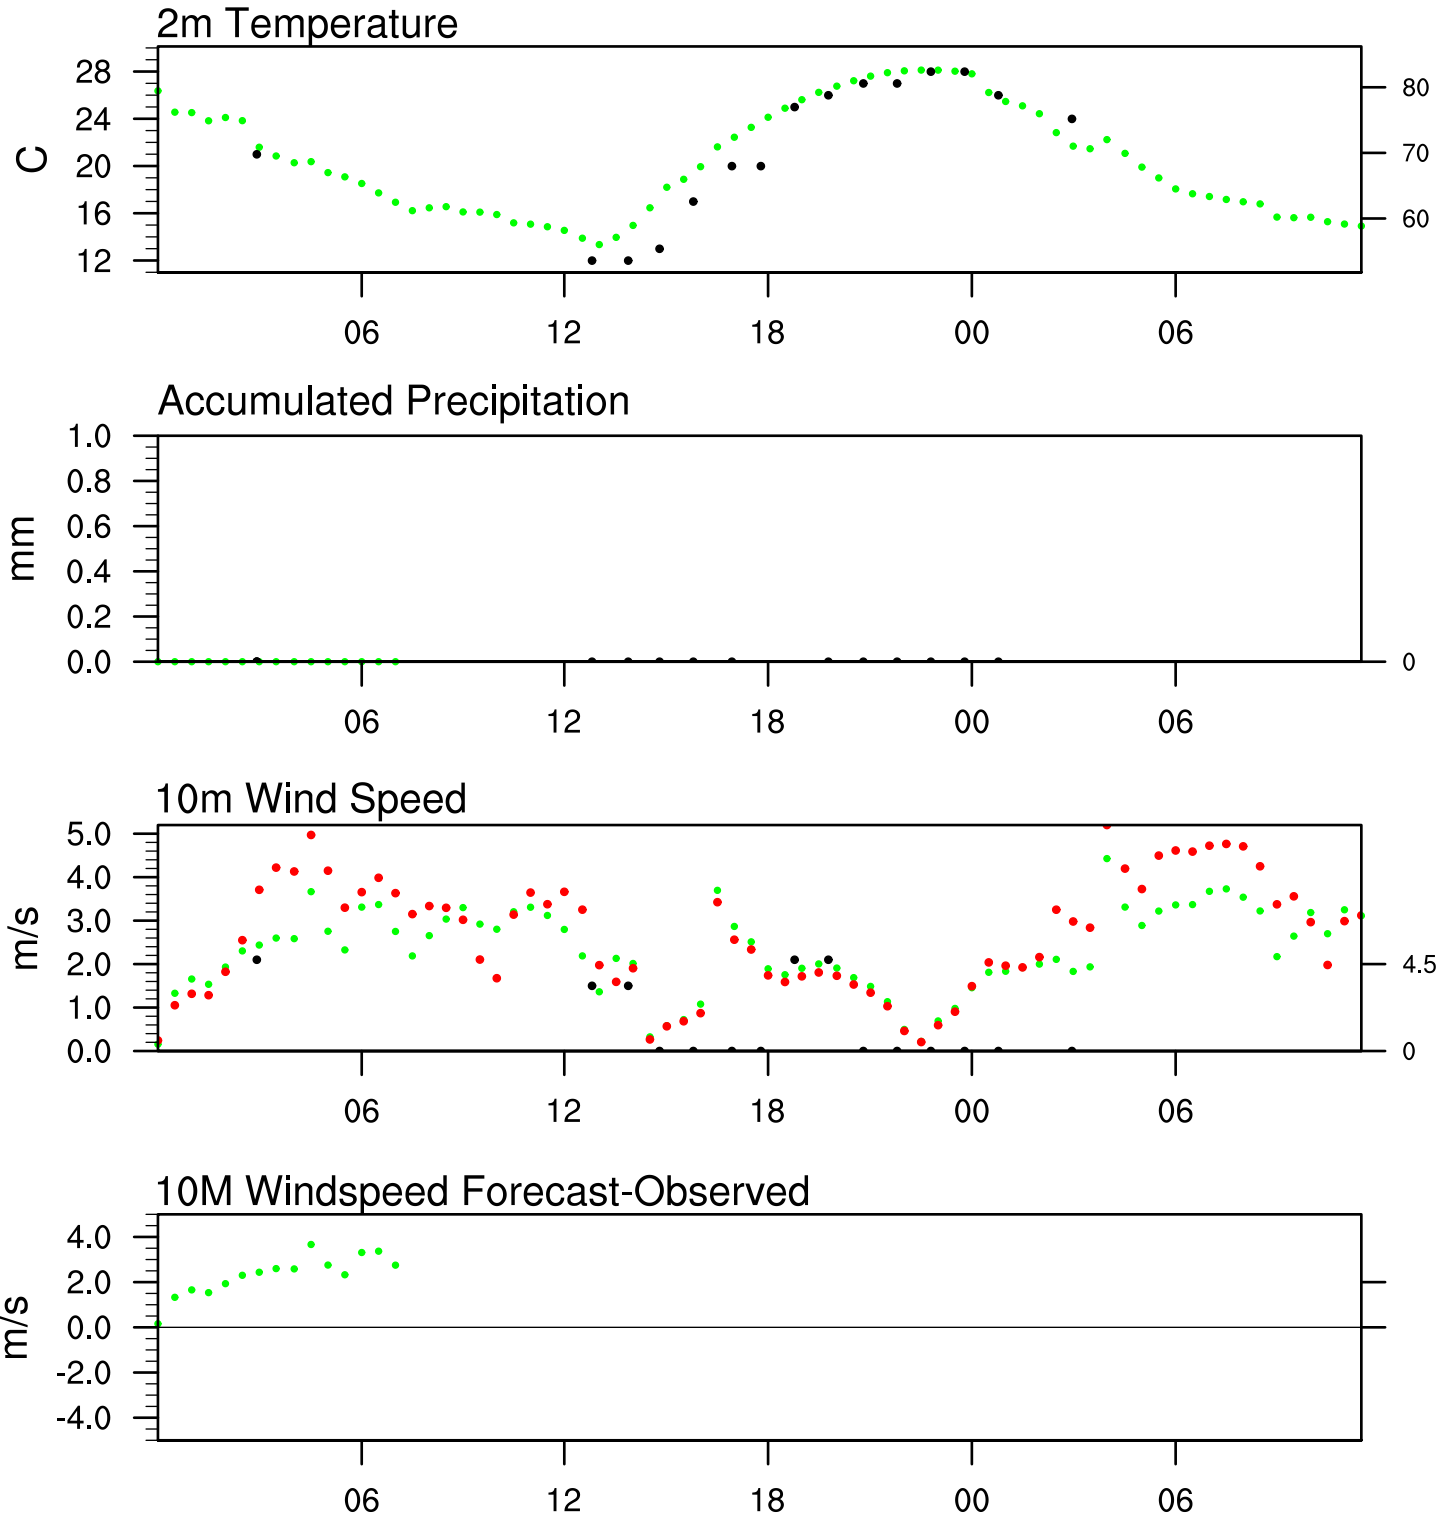 2m Temperature
28
24
20
16
12
C
80
70
60
06 12 18 00 06
Accumulated Precipitation
1.0
0.8
0.6
0.4
0.2
0.0
mm
0
06 12 18 00 06
10m Wind Speed
5.0
4.0
3.0
2.0
1.0
0.0
m/s
4.5
0
06 12 18 00 06
10M Windspeed Forecast-Observed
4.0
2.0
0.0
-2.0
-4.0
m/s
06 12 18 00 06